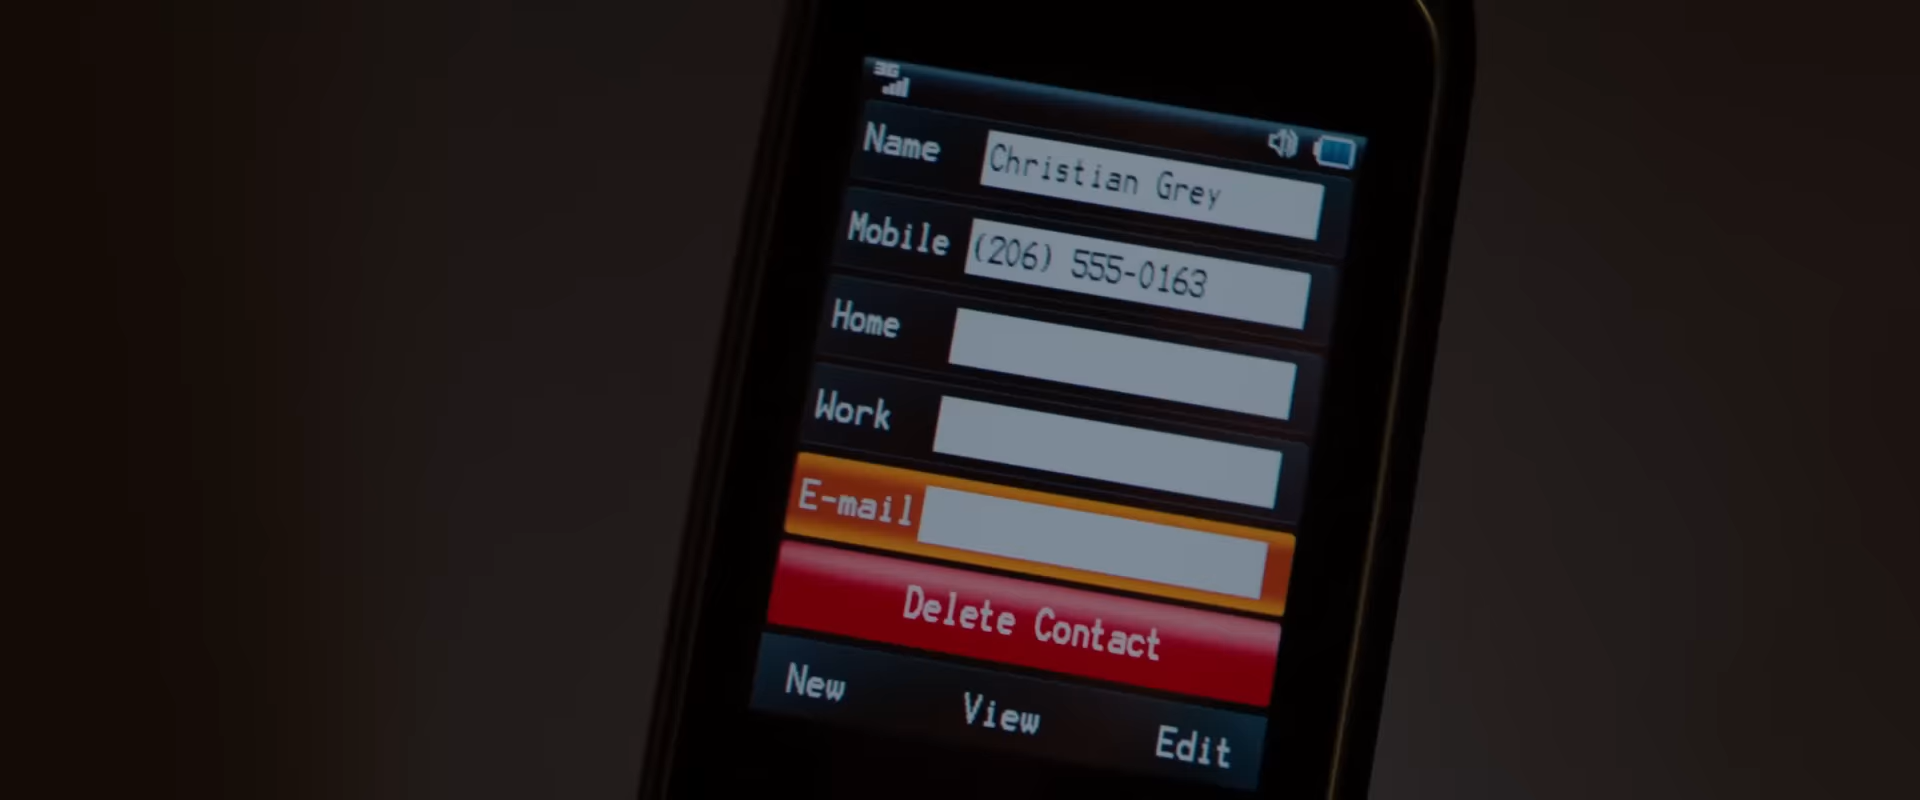 3G
Name Christian Grey
Mobile (206) 555-0163
Home
Work
E-mail
Delete Contact
New View Edit